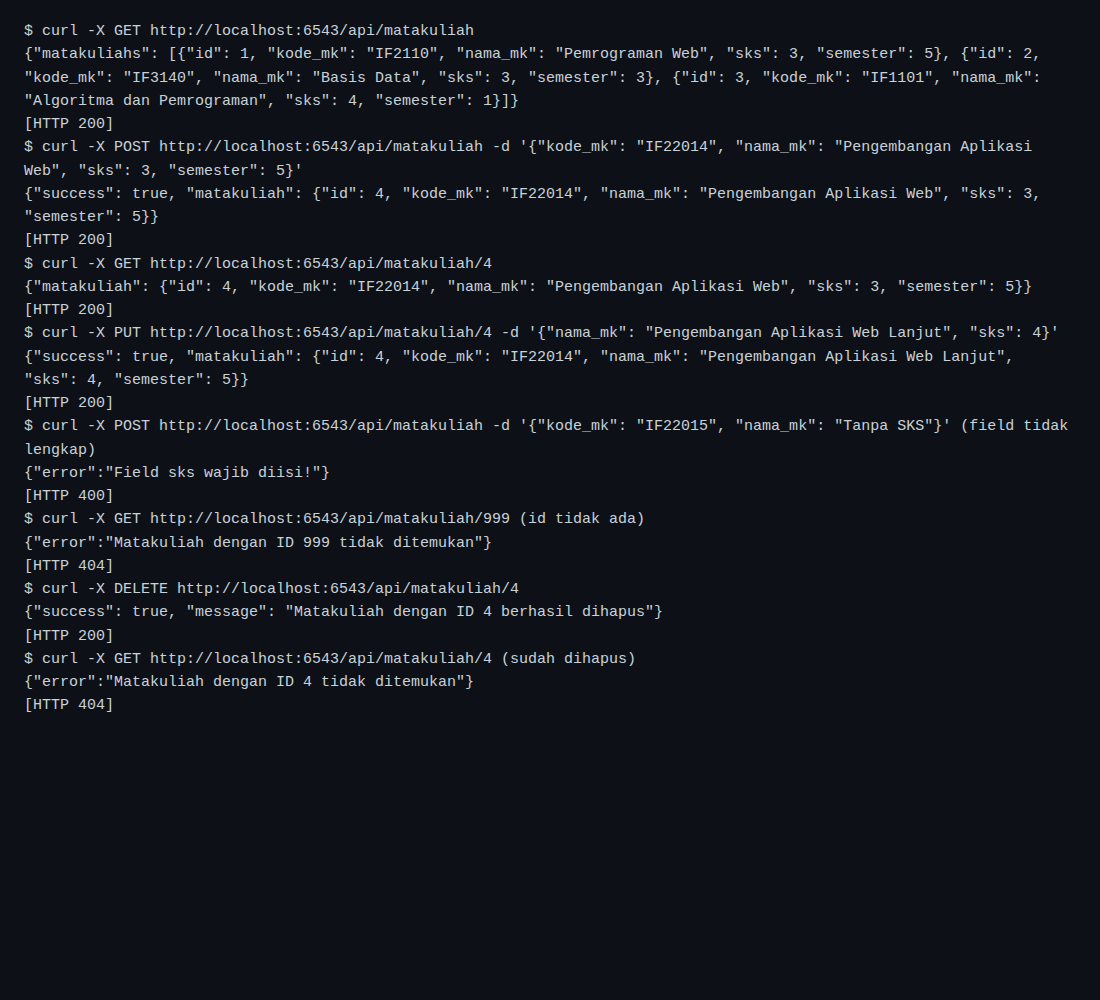 $ curl -X GET http://localhost:6543/api/matakuliah
{"matakuliahs": [{"id": 1, "kode_mk": "IF2110", "nama_mk": "Pemrograman Web", "sks": 3, "semester": 5}, {"id": 2,
"kode_mk": "IF3140", "nama_mk": "Basis Data", "sks": 3, "semester": 3}, {"id": 3, "kode_mk": "IF1101", "nama_mk":
"Algoritma dan Pemrograman", "sks": 4, "semester": 1}]}
[HTTP 200]
$ curl -X POST http://localhost:6543/api/matakuliah -d '{"kode_mk": "IF22014", "nama_mk": "Pengembangan Aplikasi
Web", "sks": 3, "semester": 5}'
{"success": true, "matakuliah": {"id": 4, "kode_mk": "IF22014", "nama_mk": "Pengembangan Aplikasi Web", "sks": 3,
"semester": 5}}
[HTTP 200]
$ curl -X GET http://localhost:6543/api/matakuliah/4
{"matakuliah": {"id": 4, "kode_mk": "IF22014", "nama_mk": "Pengembangan Aplikasi Web", "sks": 3, "semester": 5}}
[HTTP 200]
$ curl -X PUT http://localhost:6543/api/matakuliah/4 -d '{"nama_mk": "Pengembangan Aplikasi Web Lanjut", "sks": 4}'
{"success": true, "matakuliah": {"id": 4, "kode_mk": "IF22014", "nama_mk": "Pengembangan Aplikasi Web Lanjut",
"sks": 4, "semester": 5}}
[HTTP 200]
$ curl -X POST http://localhost:6543/api/matakuliah -d '{"kode_mk": "IF22015", "nama_mk": "Tanpa SKS"}' (field tidak
lengkap)
{"error":"Field sks wajib diisi!"}
[HTTP 400]
$ curl -X GET http://localhost:6543/api/matakuliah/999 (id tidak ada)
{"error":"Matakuliah dengan ID 999 tidak ditemukan"}
[HTTP 404]
$ curl -X DELETE http://localhost:6543/api/matakuliah/4
{"success": true, "message": "Matakuliah dengan ID 4 berhasil dihapus"}
[HTTP 200]
$ curl -X GET http://localhost:6543/api/matakuliah/4 (sudah dihapus)
{"error":"Matakuliah dengan ID 4 tidak ditemukan"}
[HTTP 404]